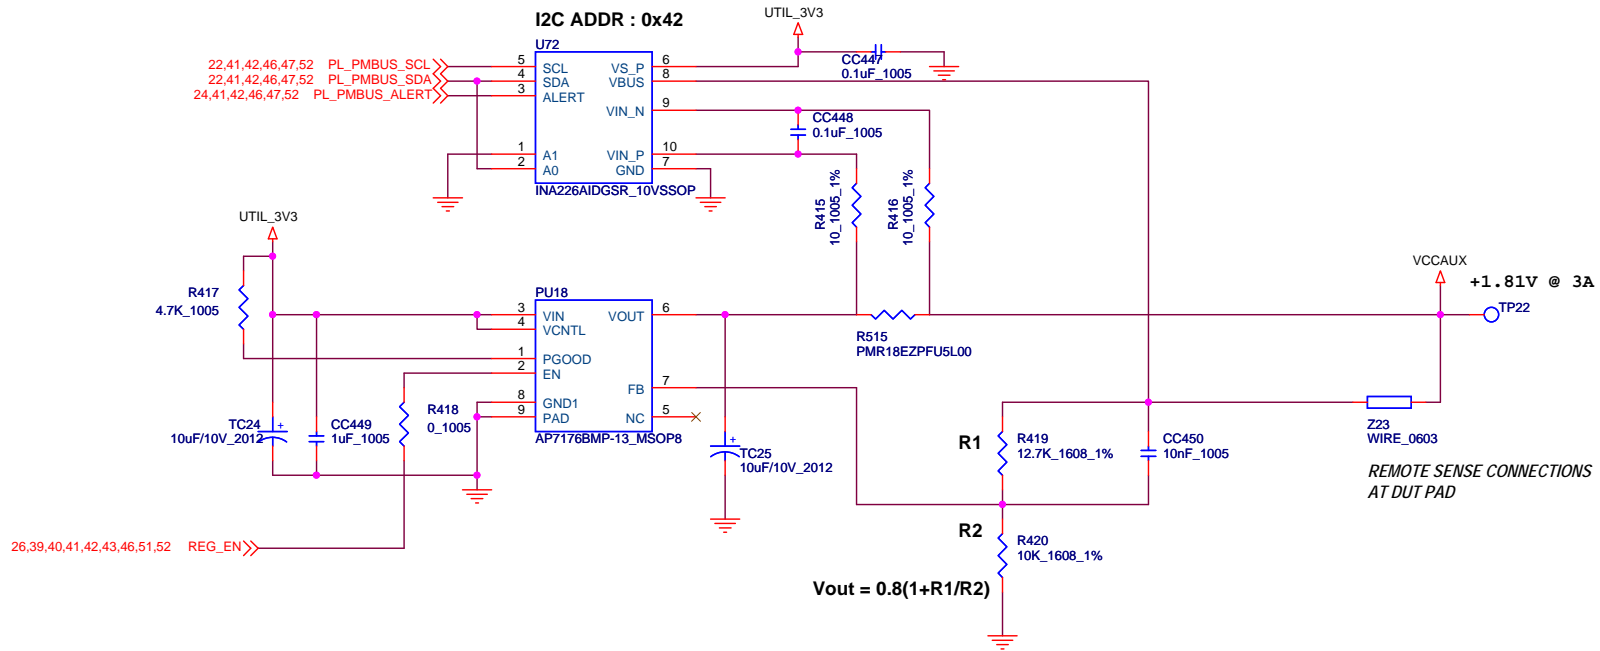 I2C ADDR : 0x42
UTIL_3V3
U72
22,41,42,46,47,52 PL_PMBUS_SCL
22,41,42,46,47,52 PL_PMBUS_SDA
24,41,42,46,47,52 PL_PMBUS_ALERT
5 SCL
4 SDA
3 ALERT
1 A1
2 A0
VS_P 6
VBUS 8
VIN_N 9
VIN_P 10
GND 7
INA226AIDGSR_10VSSOP
CC447
0.1uF_1005
CC448
0.1uF_1005
R415
10_1005_1%
R416
10_1005_1%
UTIL_3V3
R417
4.7K_1005
PU18
3 VIN
4 VCNTL
1 PGOOD
2 EN
8 GND1
9 PAD
VOUT 6
FB 7
NC 5
AP7176BMP-13_MSOP8
R515
PMR18EZPFU5L00
VCCAUX
+1.81V @ 3A
TP22
TC24
10uF/10V_2012
CC449
1uF_1005
R418
0_1005
TC25
10uF/10V_2012
R1
R419
12.7K_1608_1%
CC450
10nF_1005
Z23
WIRE_0603
REMOTE SENSE CONNECTIONS
AT DUT PAD
R2
R420
10K_1608_1%
26,39,40,41,42,43,46,51,52 REG_EN
Vout = 0.8(1+R1/R2)